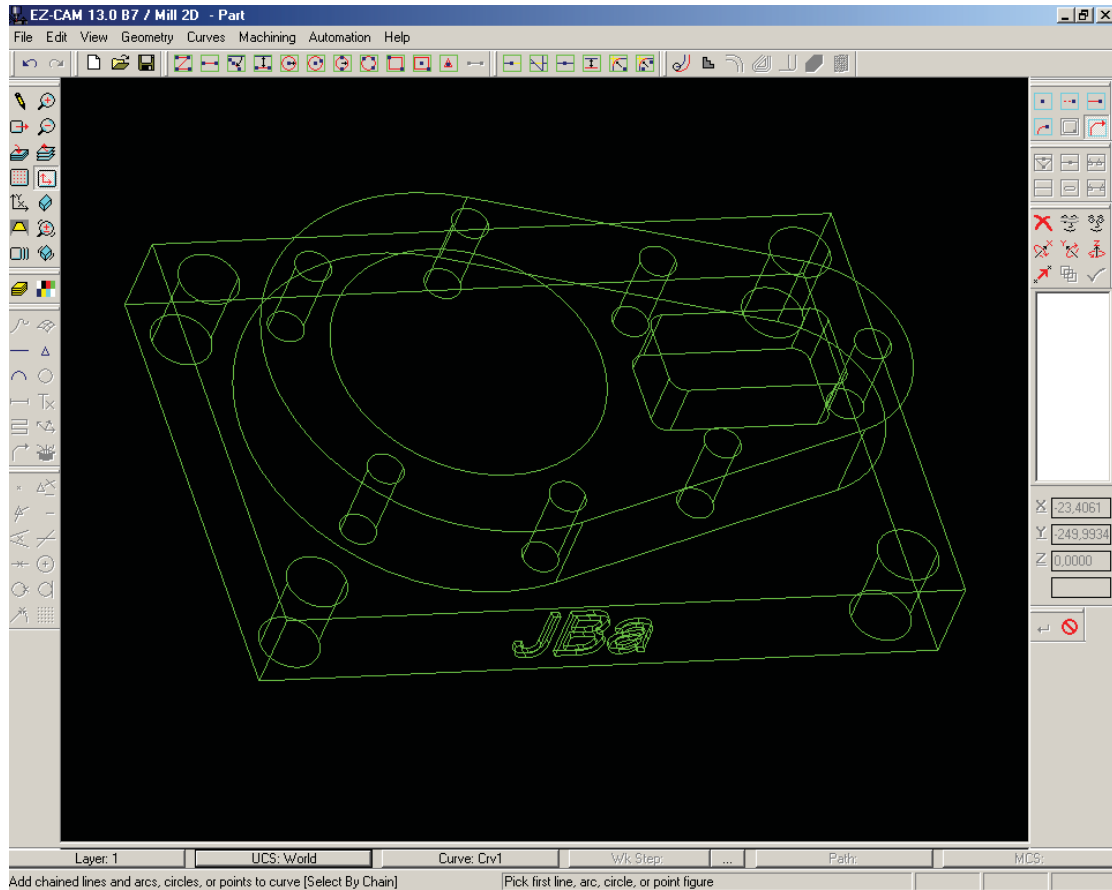 EZ-CAM 13.0 B7 / Mill 2D - Part
File Edit View Geometry Curves Machining Automation Help
X -23,4061
Y -249,9934
Z 0,0000
JBa
Layer: 1 UCS: World Curve: Crv1 Wk Step: ... Path: MCS:
Add chained lines and arcs, circles, or points to curve [Select By Chain] Pick first line, arc, circle, or point figure